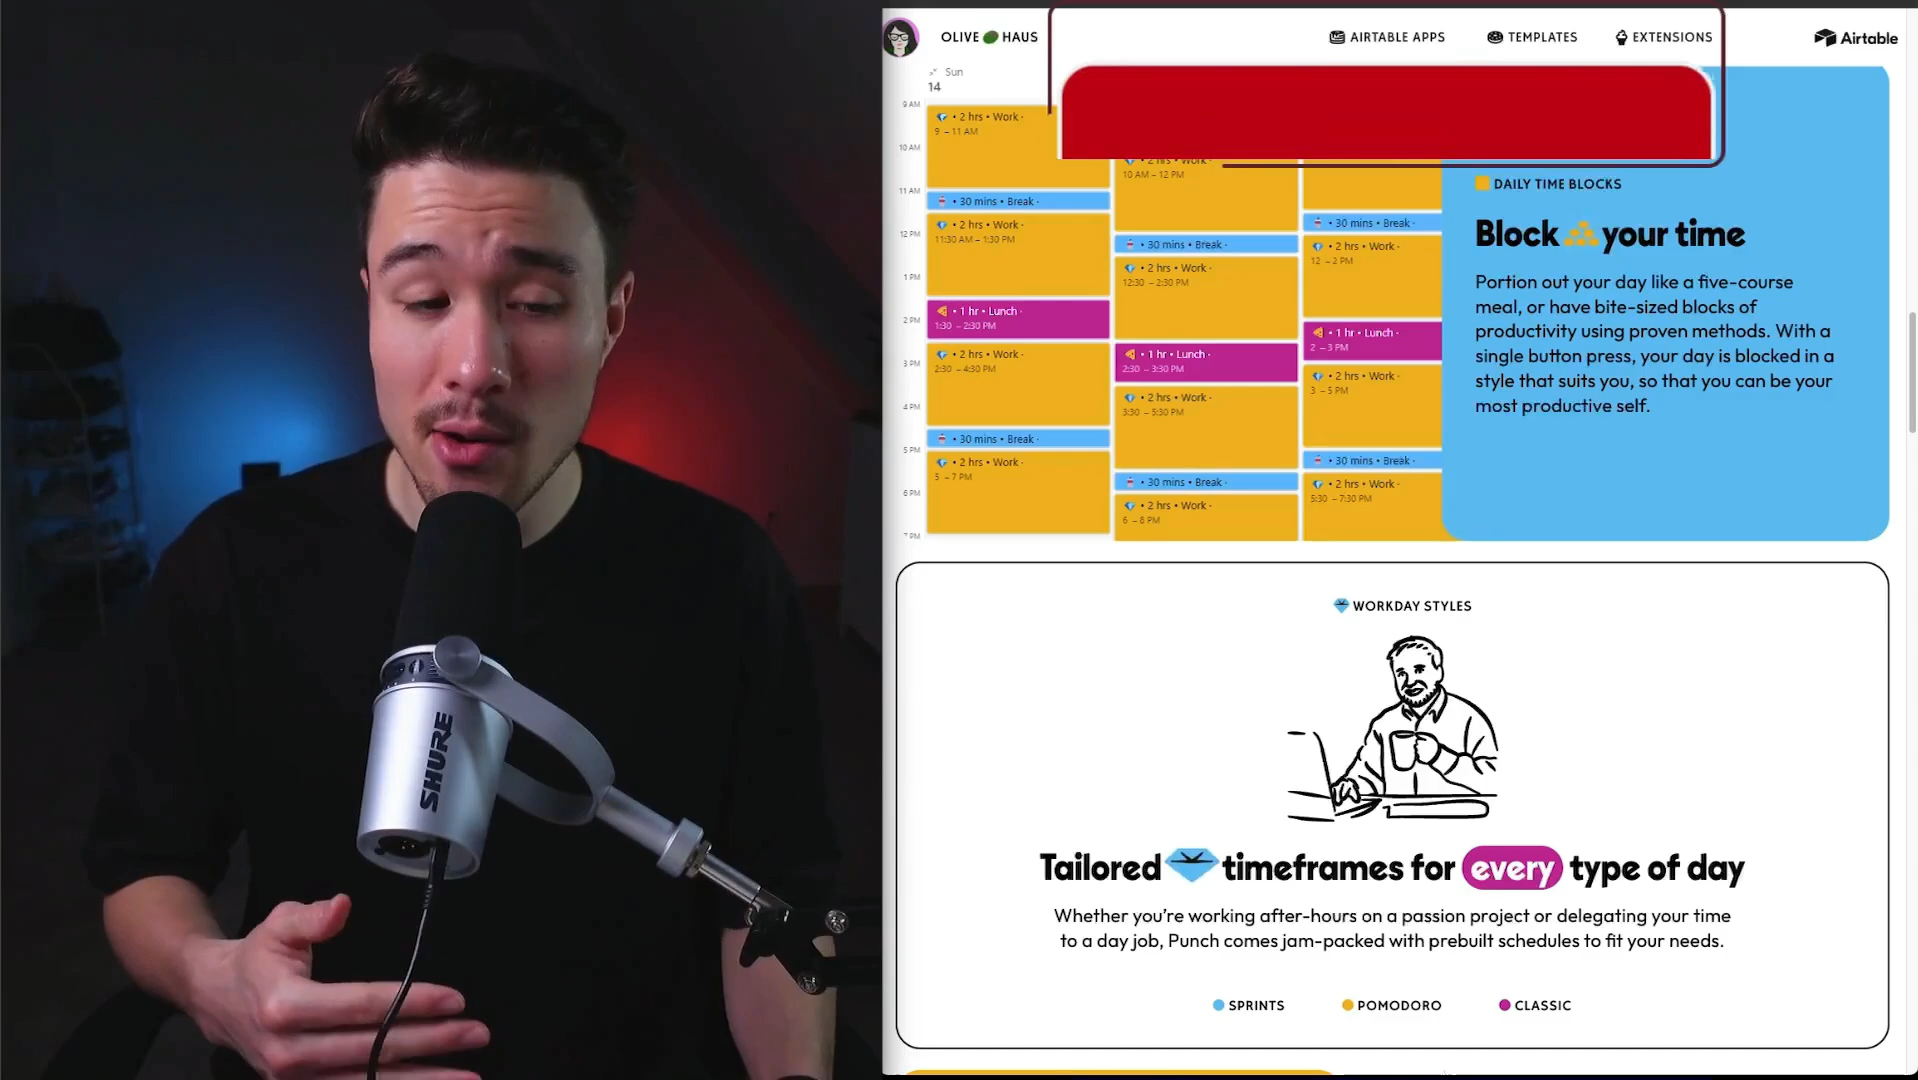 OLIVE HAUS
AIRTABLE APPS
TEMPLATES
EXTENSIONS
Airtable
Sun
14
9 AM
10 AM
11 AM
12 PM
1 PM
2 PM
3 PM
4 PM
5 PM
6 PM
7 PM
• 2 hrs • Work ·
9 – 11 AM
• 30 mins • Break ·
• 2 hrs • Work ·
11:30 AM – 1:30 PM
• 1 hr • Lunch ·
1:30 – 2:30 PM
• 2 hrs • Work ·
2:30 – 4:30 PM
• 30 mins • Break ·
• 2 hrs • Work ·
5 – 7 PM
• 2 hrs • Work ·
10 AM – 12 PM
• 30 mins • Break ·
• 2 hrs • Work ·
12:30 – 2:30 PM
• 1 hr • Lunch ·
2:30 – 3:30 PM
• 2 hrs • Work ·
3:30 – 5:30 PM
• 30 mins • Break ·
• 2 hrs • Work ·
6 – 8 PM
• 30 mins • Break ·
• 2 hrs • Work ·
12 – 2 PM
• 1 hr • Lunch ·
2 – 3 PM
• 2 hrs • Work ·
3 – 5 PM
• 30 mins • Break ·
• 2 hrs • Work ·
5:30 – 7:30 PM
DAILY TIME BLOCKS
Block your time
Portion out your day like a five-course
meal, or have bite-sized blocks of
productivity using proven methods. With a
single button press, your day is blocked in a
style that suits you, so that you can be your
most productive self.
WORKDAY STYLES
Tailored timeframes for every type of day
Whether you're working after-hours on a passion project or delegating your time
to a day job, Punch comes jam-packed with prebuilt schedules to fit your needs.
SPRINTS
POMODORO
CLASSIC
SHURE